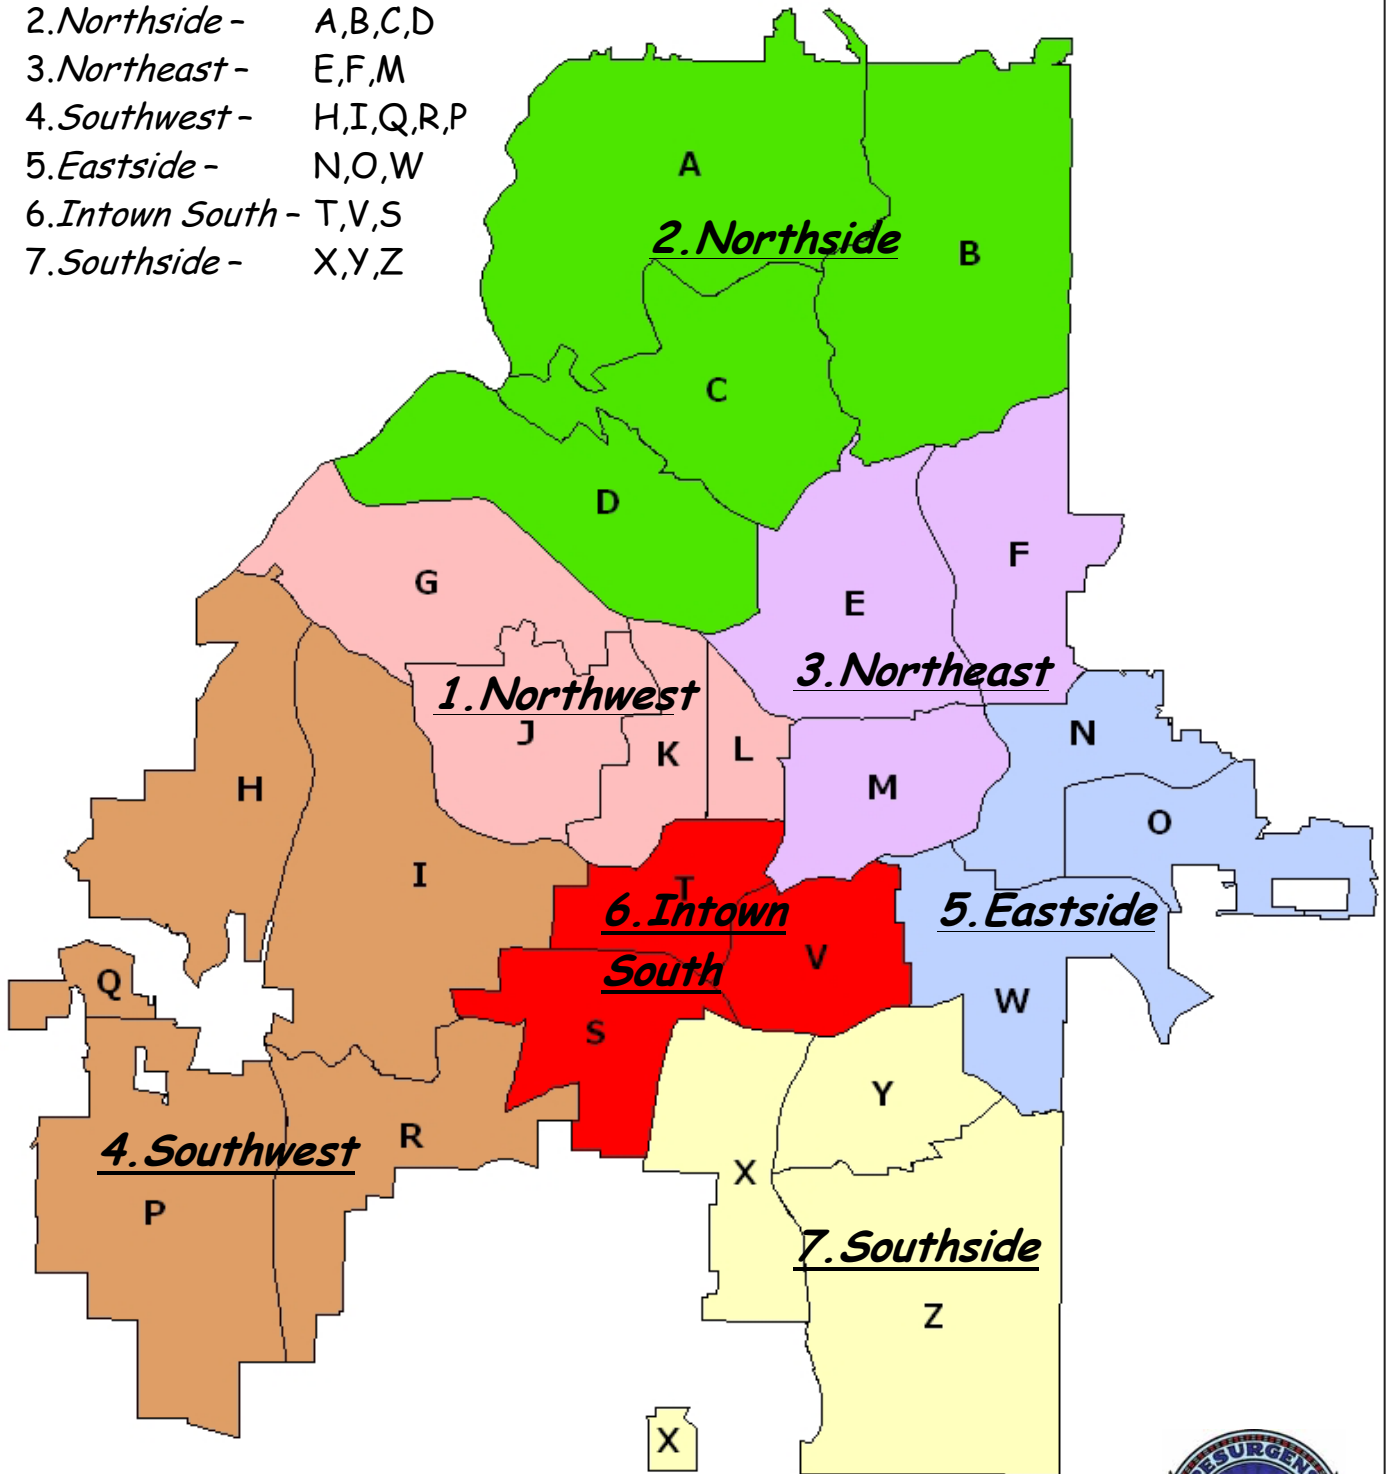 2.Northside – A,B,C,D
3.Northeast – E,F,M
4.Southwest – H,I,Q,R,P
5.Eastside – N,O,W
6.Intown South – T,V,S
7.Southside – X,Y,Z
A
2.Northside
B
C
D
F
G
E
3.Northeast
1.Northwest
J
N
K
L
H
M
O
I
T
6.Intown
5.Eastside
V
South
Q
W
S
Y
R
4.Southwest
X
P
7.Southside
Z
X